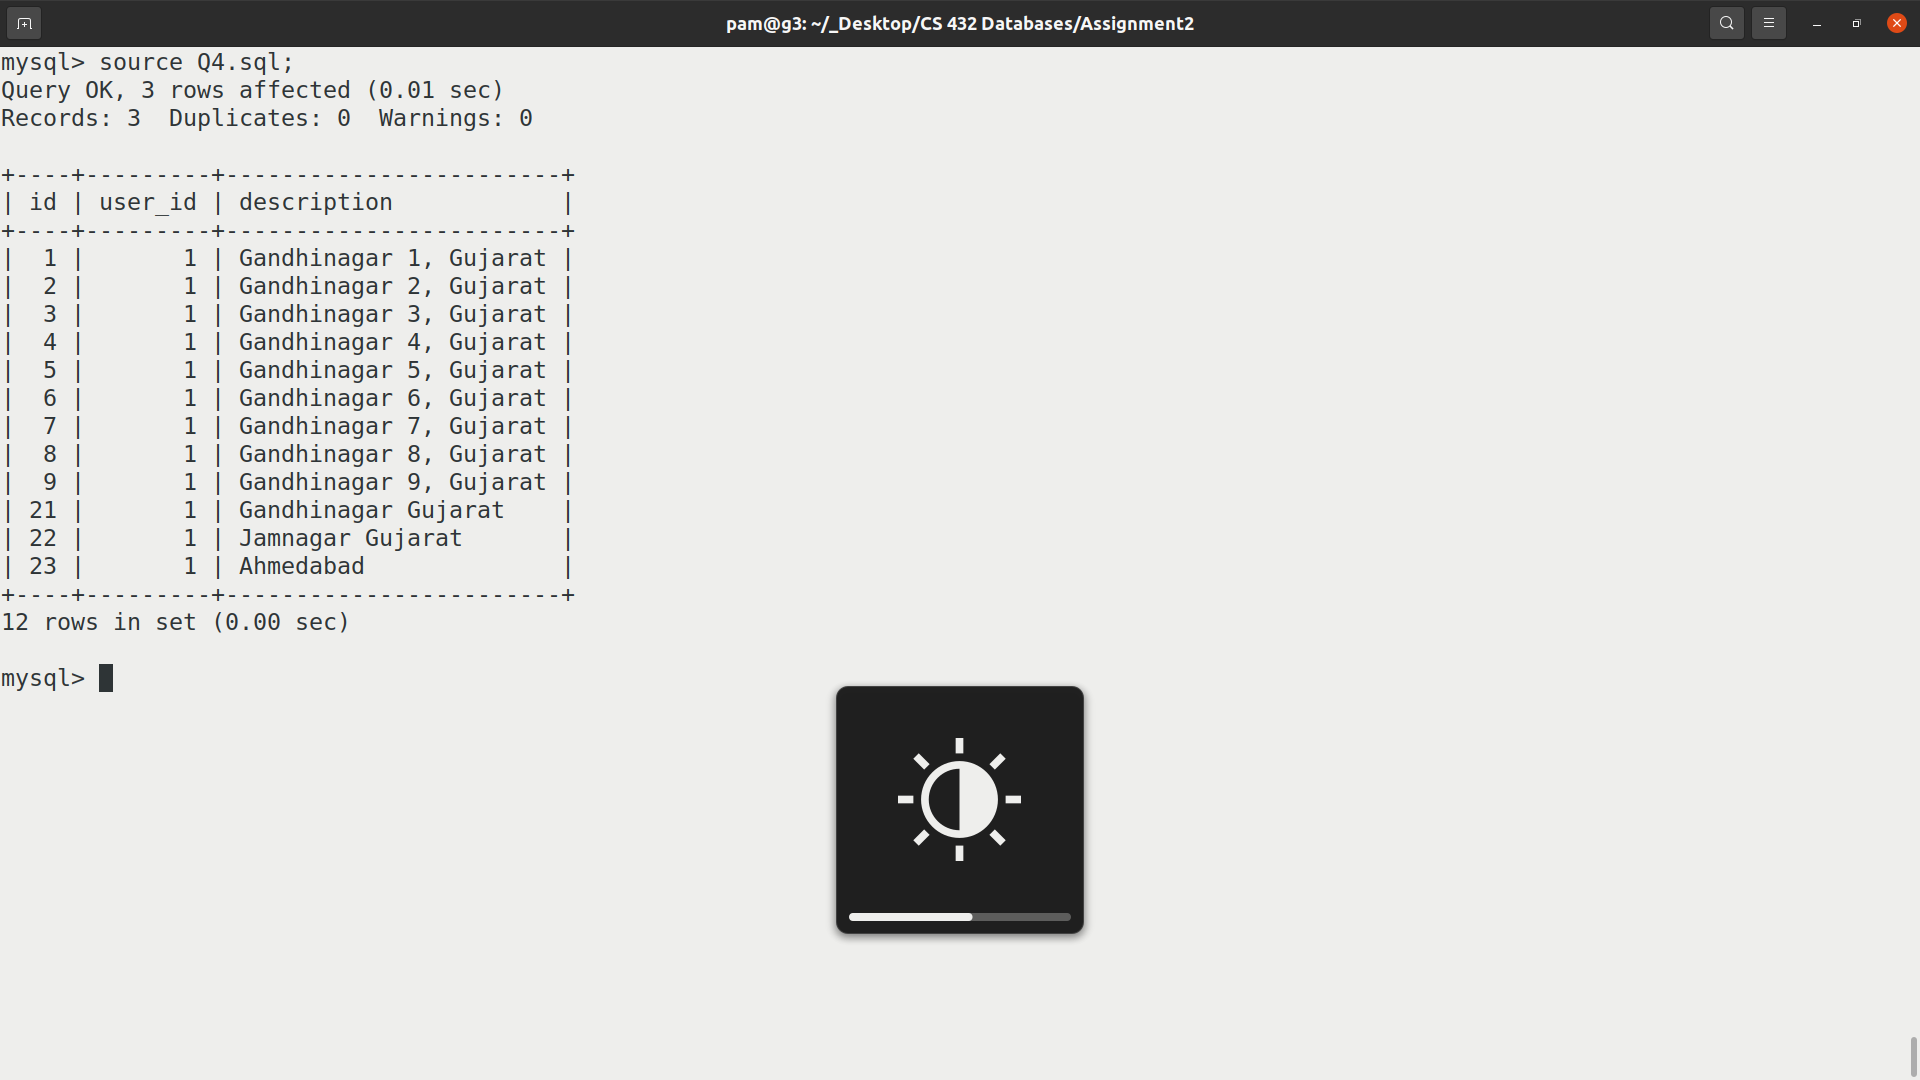 pam@g3: ~/_Desktop/CS 432 Databases/Assignment2
mysql> source Q4.sql;
Query OK, 3 rows affected (0.01 sec)
Records: 3  Duplicates: 0  Warnings: 0

+----+---------+------------------------+
| id | user_id | description            |
+----+---------+------------------------+
|  1 |       1 | Gandhinagar 1, Gujarat |
|  2 |       1 | Gandhinagar 2, Gujarat |
|  3 |       1 | Gandhinagar 3, Gujarat |
|  4 |       1 | Gandhinagar 4, Gujarat |
|  5 |       1 | Gandhinagar 5, Gujarat |
|  6 |       1 | Gandhinagar 6, Gujarat |
|  7 |       1 | Gandhinagar 7, Gujarat |
|  8 |       1 | Gandhinagar 8, Gujarat |
|  9 |       1 | Gandhinagar 9, Gujarat |
| 21 |       1 | Gandhinagar Gujarat    |
| 22 |       1 | Jamnagar Gujarat       |
| 23 |       1 | Ahmedabad              |
+----+---------+------------------------+
12 rows in set (0.00 sec)

mysql>